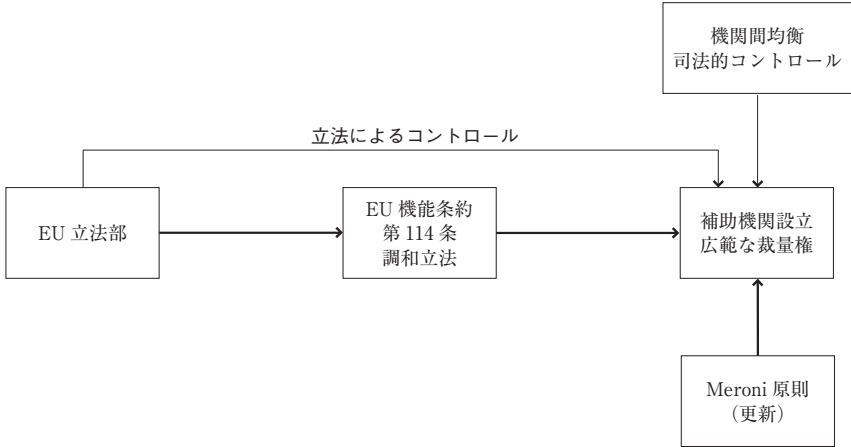 機関間均衡
司法的コントロール
立法によるコントロール
EU 立法部
EU 機能条約
第 114 条
調和立法
補助機関設立
広範な裁量権
Meroni 原則
（更新）